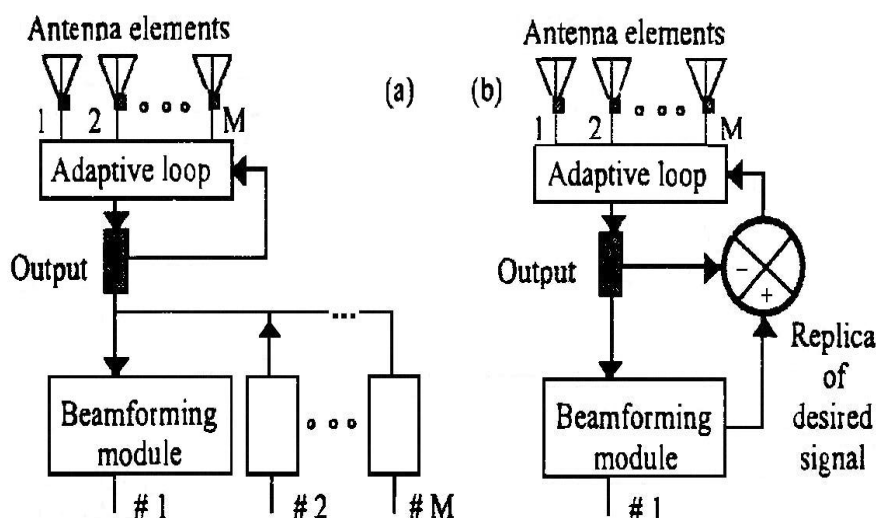 Antenna elements
1 2 M
Adaptive loop
Output
...
Beamforming
module
# 1 # 2 # M
(a)
(b)
Antenna elements
1 2 M
Adaptive loop
Output
-
+
Replica
of
desired
signal
Beamforming
module
# 1